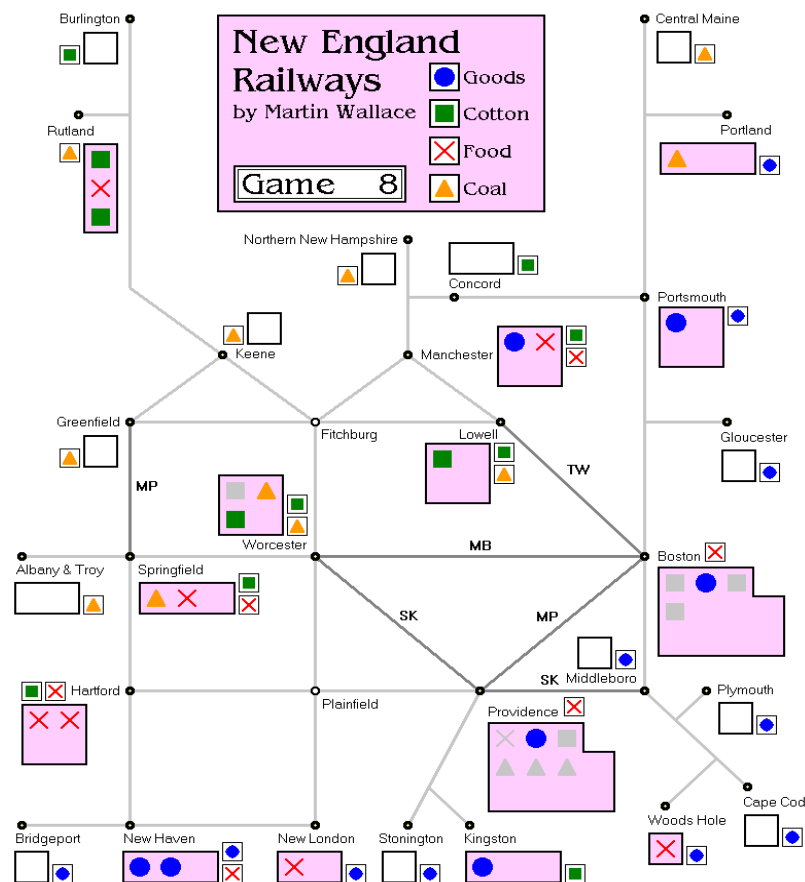 Burlington
Central Maine
New England
Railways
by Martin Wallace
Goods
Cotton
Food
Coal
Game 8
Rutland
Portland
Northern New Hampshire
Concord
Portsmouth
Keene
Manchester
Greenfield
Fitchburg
Lowell
Gloucester
TW
MP
Worcester
MB
Albany & Troy
Springfield
Boston
SK
MP
SK
Middleboro
Hartford
Plainfield
Providence
Plymouth
Woods Hole
Cape Cod
Bridgeport
New Haven
New London
Stonington
Kingston